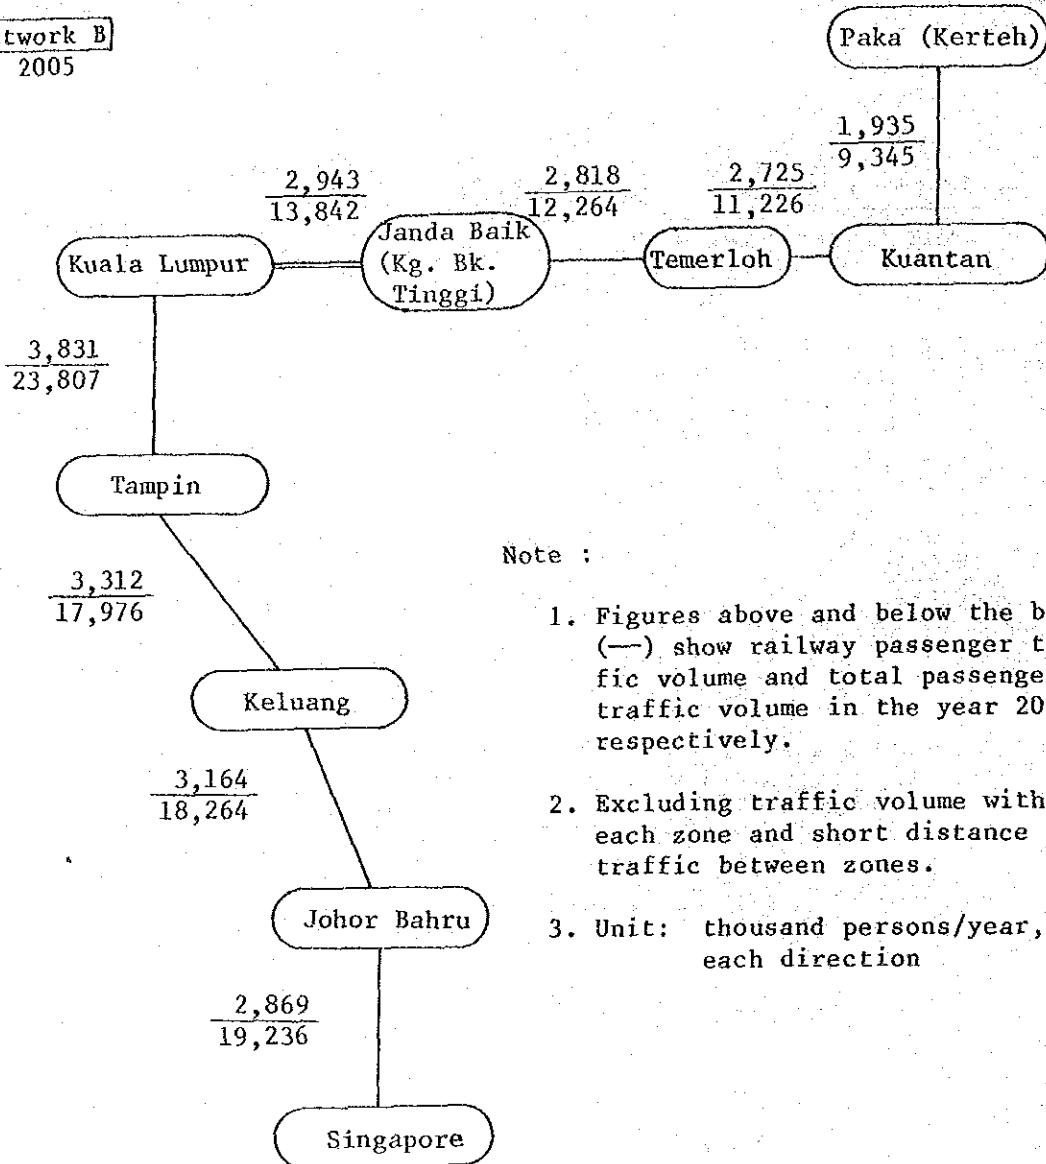 twork B
2005
Paka (Kerteh)
1,935
9,345
2,943
13,842
2,818
12,264
2,725
11,226
Kuala Lumpur
Janda Baik
(Kg. Bk.
Tinggi)
Temerloh
Kuantan
3,831
23,807
Tampin
3,312
17,976
Keluang
3,164
18,264
Johor Bahru
2,869
19,236
Singapore
Note :
1. Figures above and below the b
(—) show railway passenger t
fic volume and total passenge
traffic volume in the year 20
respectively.
2. Excluding traffic volume with
each zone and short distance
traffic between zones.
3. Unit: thousand persons/year,
each direction